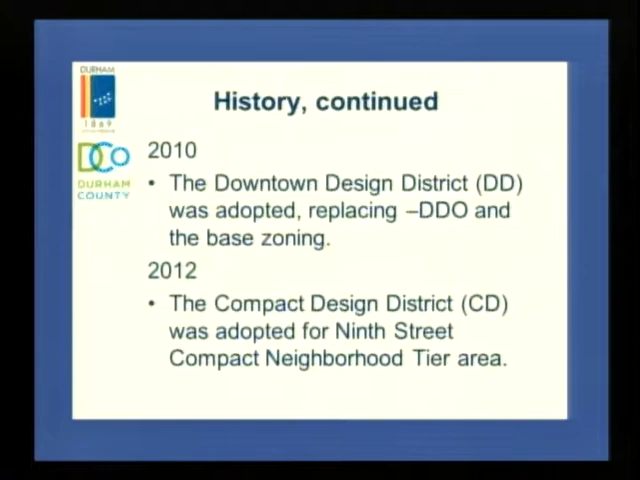 DURHAM
1869
DCo
DURHAM
COUNTY
History, continued
2010
• The Downtown Design District (DD)
was adopted, replacing –DDO and
the base zoning.
2012
• The Compact Design District (CD)
was adopted for Ninth Street
Compact Neighborhood Tier area.